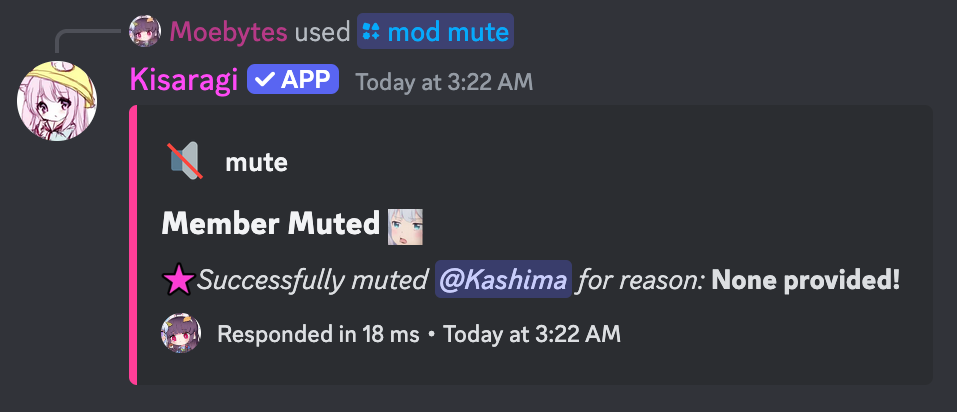 Moebytes used mod mute
Kisaragi APP Today at 3:22 AM
mute
Member Muted
Successfully muted @Kashima for reason: None provided!
Responded in 18 ms • Today at 3:22 AM